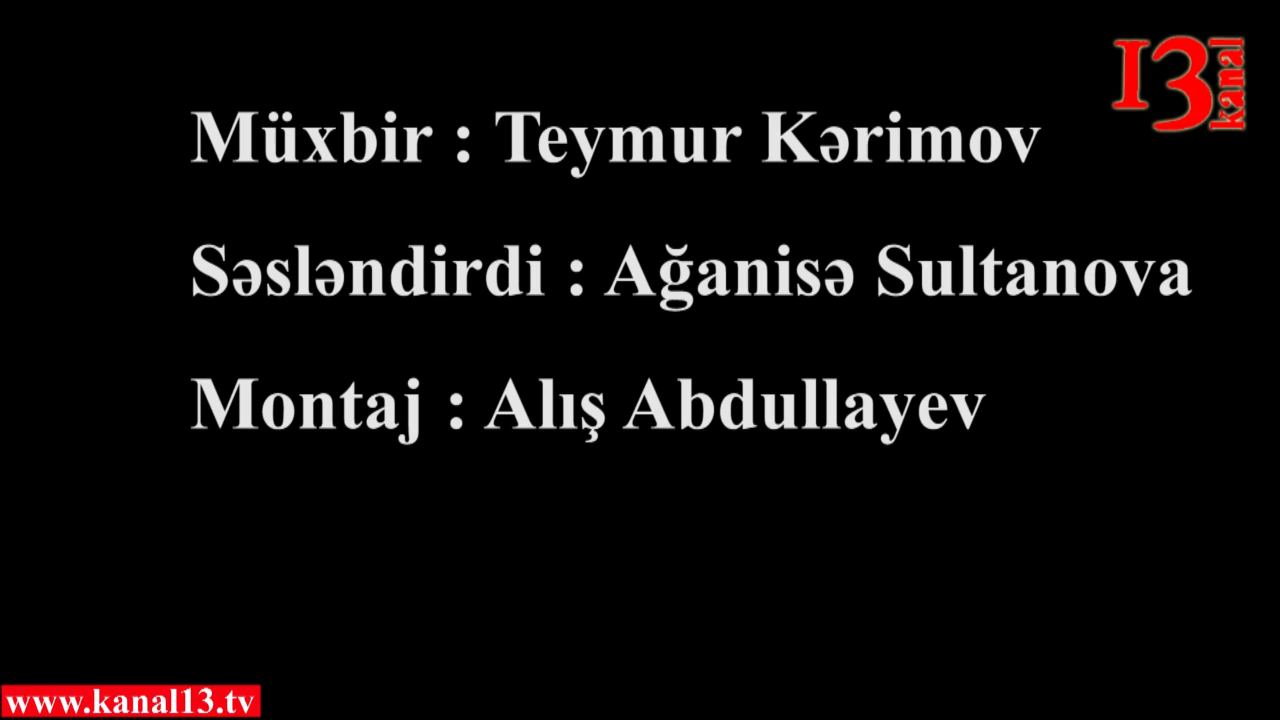 13 kanal
Müxbir : Teymur Kərimov
Səsləndirdi : Ağanisə Sultanova
Montaj : Alış Abdullayev
www.kanal13.tv